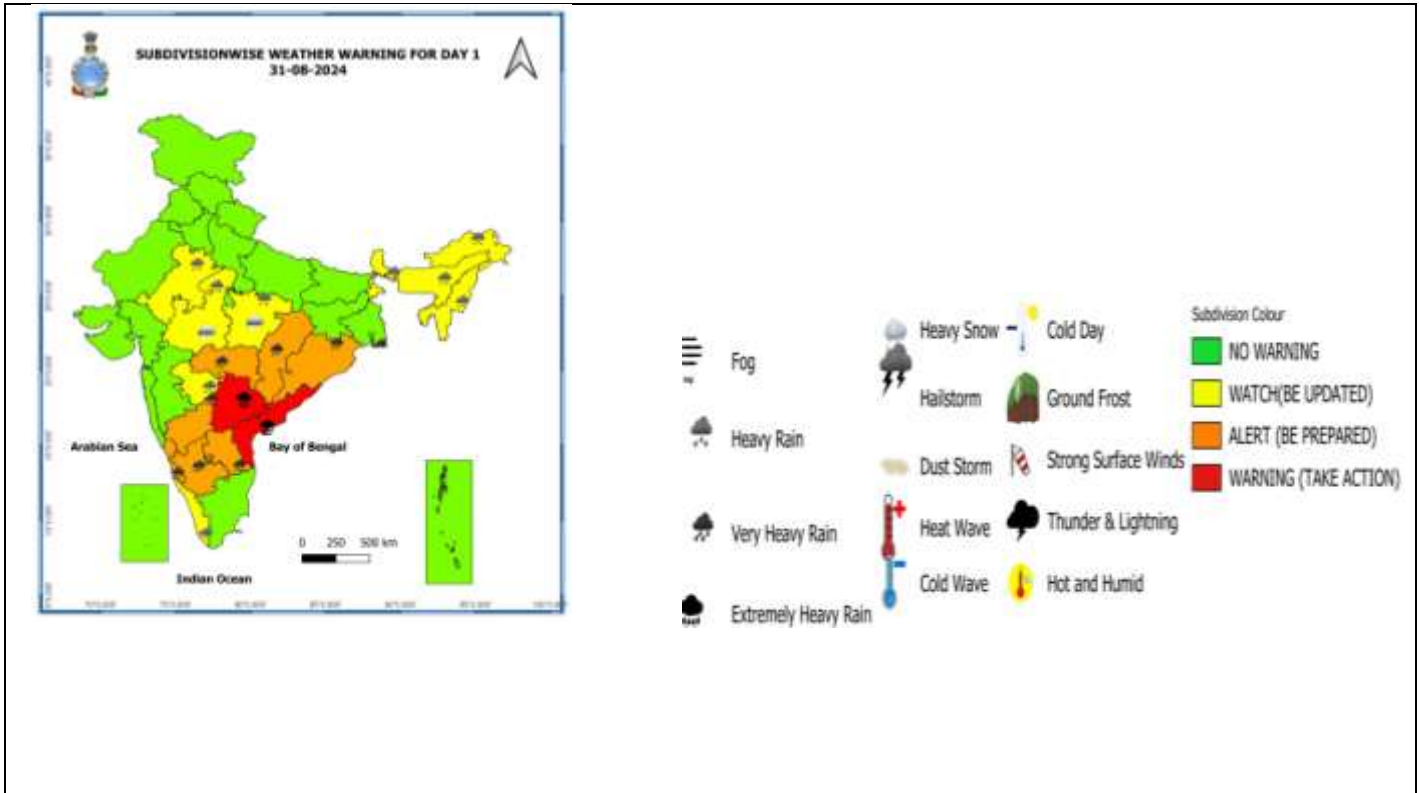 SUBDIVISIONWISE WEATHER WARNING FOR DAY 1
31-08-2024
Arabian Sea
Bay of Bengal
0 250 500 km
Indian Ocean
Fog
Heavy Rain
Very Heavy Rain
Extremely Heavy Rain
Heavy Snow
Hailstorm
Dust Storm
Heat Wave
Cold Wave
Cold Day
Ground Frost
Strong Surface Winds
Thunder & Lightning
Hot and Humid
Subdivision Colour
NO WARNING
WATCH(BE UPDATED)
ALERT (BE PREPARED)
WARNING (TAKE ACTION)